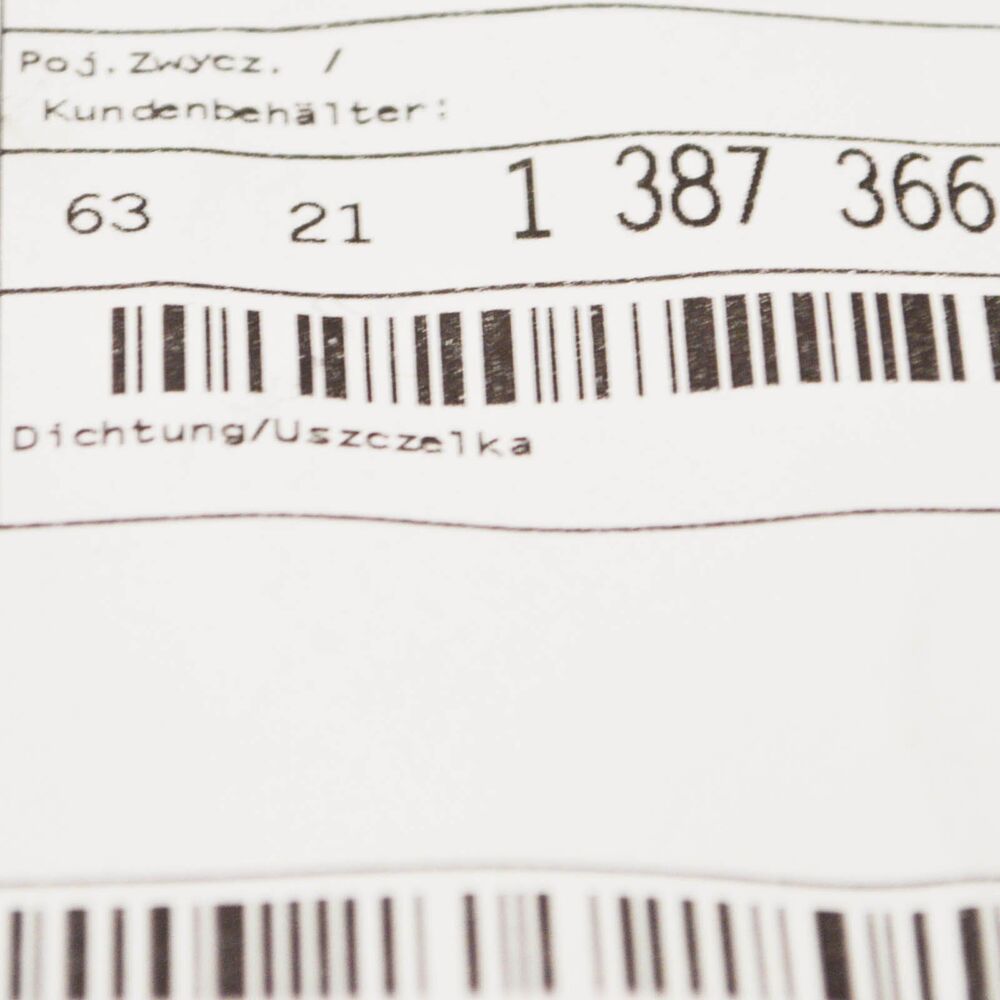 Poj.Zwycz. /
Kundenbehälter:
63 21 1 387 366
Dichtung/Uszczelka